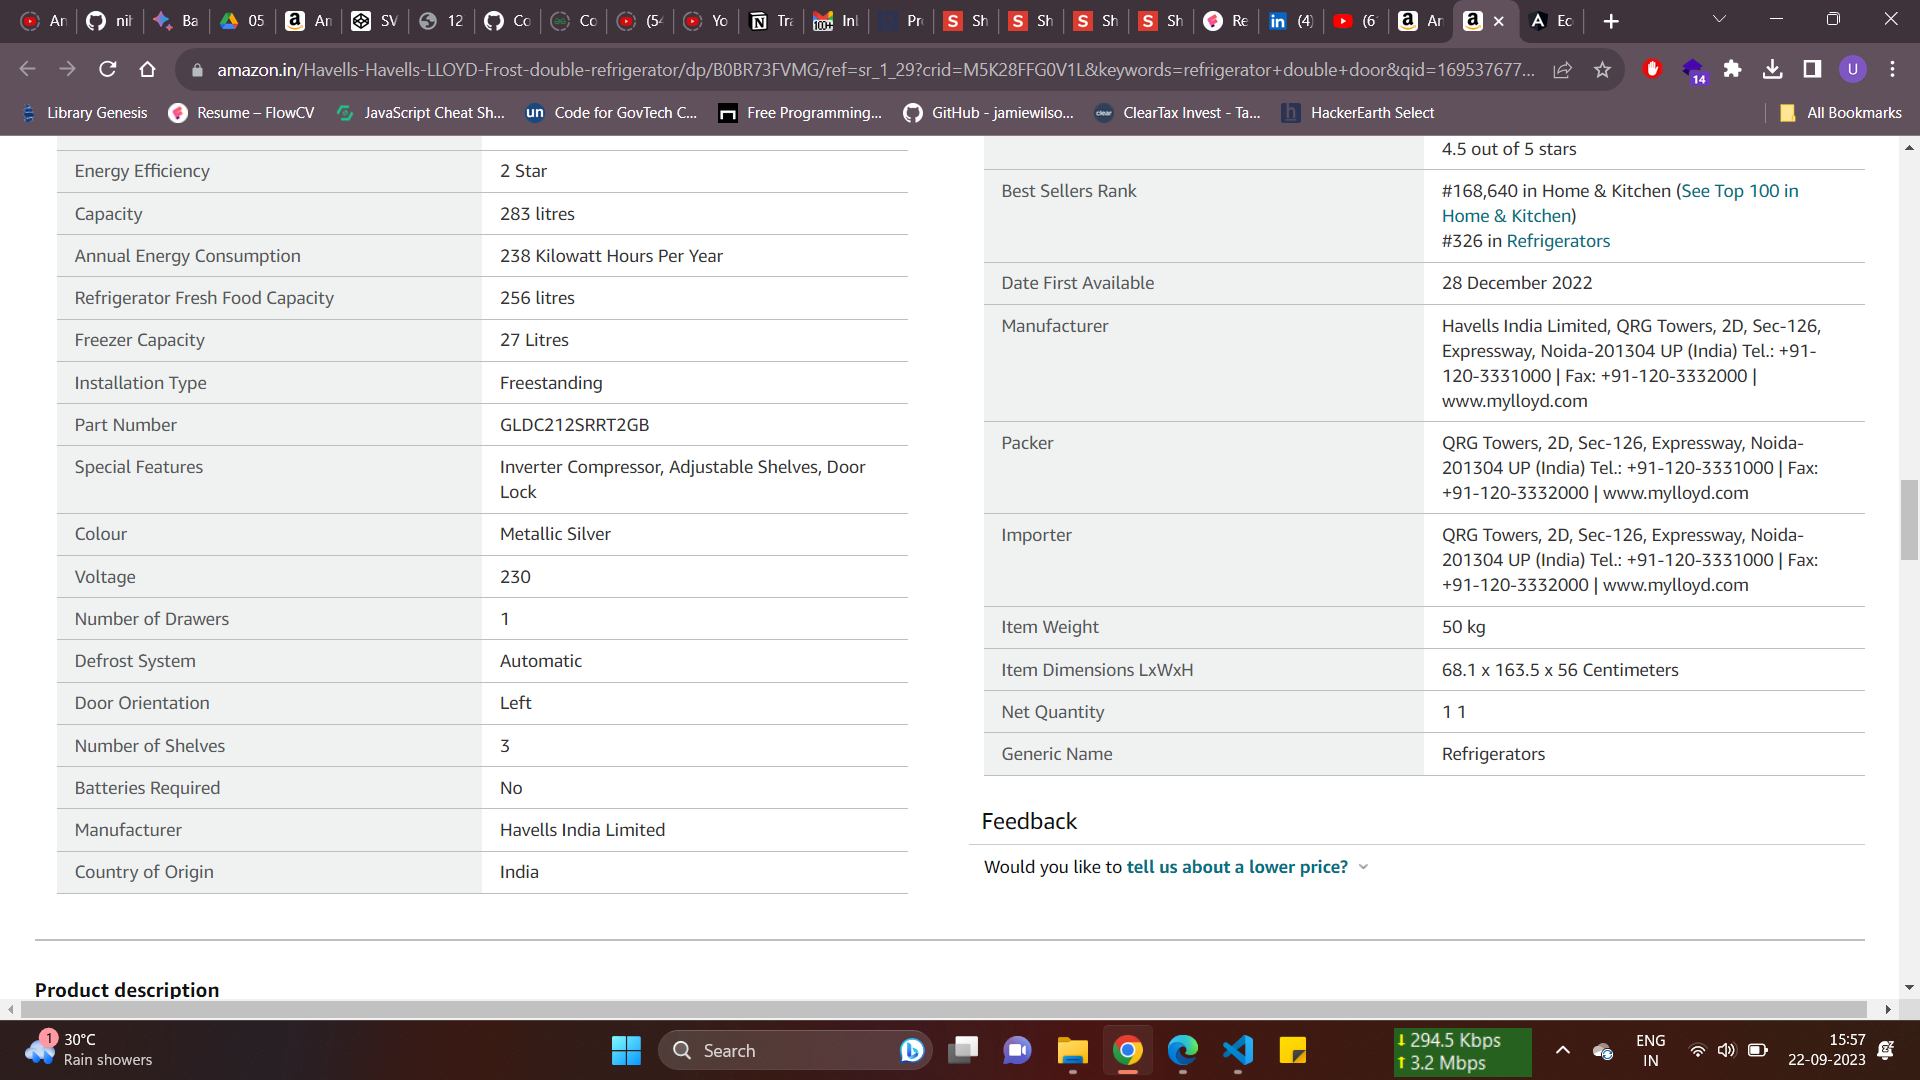 An
nih
Ba
05
An
SV
12
Co
Co
(54
Yo
Tra
100+
Inl
Pre
Sh
Sh
Sh
Sh
Re
(4)
(6
An
Ec
amazon.in/Havells-Havells-LLOYD-Frost-double-refrigerator/dp/B0BR73FVMG/ref=sr_1_29?crid=M5K28FFG0V1L&keywords=refrigerator+double+door&qid=169537677...
14
U
Library Genesis
Resume – FlowCV
JavaScript Cheat Sh...
un
Code for GovTech C...
Free Programming...
GitHub - jamiewilso...
clear
ClearTax Invest - Ta...
h
HackerEarth Select
All Bookmarks
Energy Efficiency
2 Star
Capacity
283 litres
Annual Energy Consumption
238 Kilowatt Hours Per Year
Refrigerator Fresh Food Capacity
256 litres
Freezer Capacity
27 Litres
Installation Type
Freestanding
Part Number
GLDC212SRRT2GB
Special Features
Inverter Compressor, Adjustable Shelves, Door
Lock
Colour
Metallic Silver
Voltage
230
Number of Drawers
1
Defrost System
Automatic
Door Orientation
Left
Number of Shelves
3
Batteries Required
No
Manufacturer
Havells India Limited
Country of Origin
India
4.5 out of 5 stars
Best Sellers Rank
#168,640 in Home & Kitchen (See Top 100 in
Home & Kitchen)
#326 in Refrigerators
Date First Available
28 December 2022
Manufacturer
Havells India Limited, QRG Towers, 2D, Sec-126,
Expressway, Noida-201304 UP (India) Tel.: +91-
120-3331000 | Fax: +91-120-3332000 |
www.mylloyd.com
Packer
QRG Towers, 2D, Sec-126, Expressway, Noida-
201304 UP (India) Tel.: +91-120-3331000 | Fax:
+91-120-3332000 | www.mylloyd.com
Importer
QRG Towers, 2D, Sec-126, Expressway, Noida-
201304 UP (India) Tel.: +91-120-3331000 | Fax:
+91-120-3332000 | www.mylloyd.com
Item Weight
50 kg
Item Dimensions LxWxH
68.1 x 163.5 x 56 Centimeters
Net Quantity
1 1
Generic Name
Refrigerators
Feedback
Would you like to tell us about a lower price?
Product description
1
30°C
Rain showers
Search
294.5 Kbps
3.2 Mbps
ENG
IN
15:57
22-09-2023